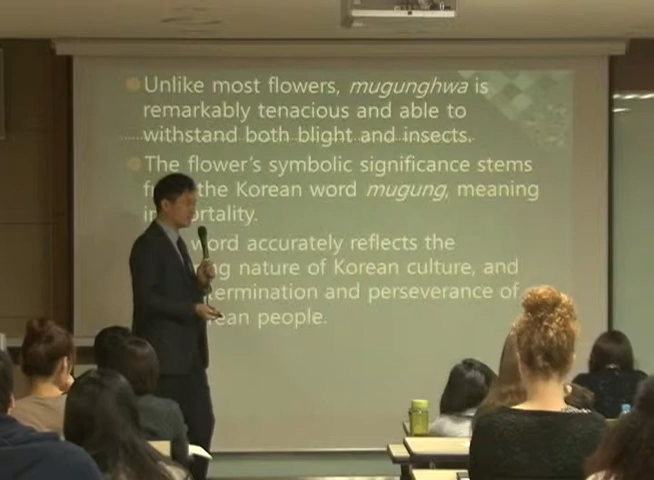 Unlike most flowers, mugunghwa is
remarkably tenacious and able to
withstand both blight and insects.
The flower's symbolic significance stems
the Korean word mugung, meaning
ortality.
word accurately reflects the
nature of Korean culture, and
termination and perseverance of
ean people.